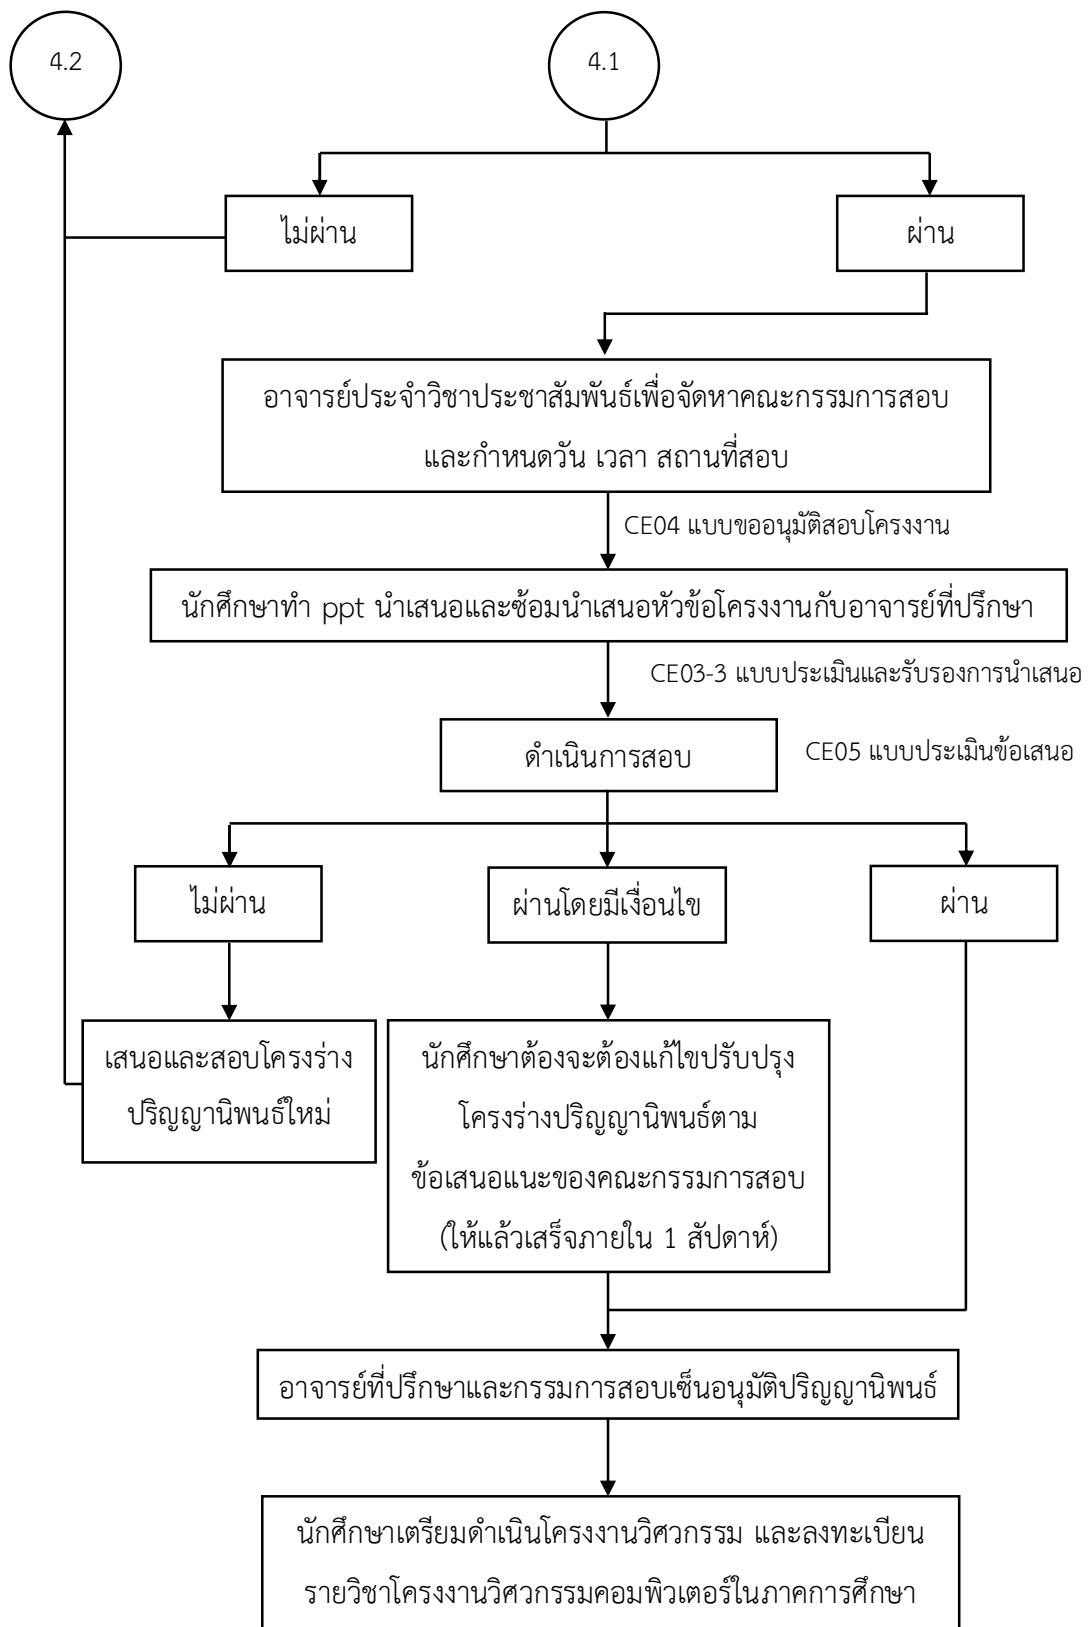 4.2
4.1
ไม่ผ่าน
ผ่าน
อาจารย์ประจำวิชาประชาสัมพันธ์เพื่อจัดหาคณะกรรมการสอบ
และกำหนดวัน เวลา สถานที่สอบ
CE04 แบบขออนุมัติสอบโครงงาน
นักศึกษาทำ ppt นำเสนอและซ้อมนำเสนอหัวข้อโครงงานกับอาจารย์ที่ปรึกษา
CE03-3 แบบประเมินและรับรองการนำเสนอ
ดำเนินการสอบ
CE05 แบบประเมินข้อเสนอ
ไม่ผ่าน
ผ่านโดยมีเงื่อนไข
ผ่าน
เสนอและสอบโครงร่าง
ปริญญานิพนธ์ใหม่
นักศึกษาต้องจะต้องแก้ไขปรับปรุง
โครงร่างปริญญานิพนธ์ตาม
ข้อเสนอแนะของคณะกรรมการสอบ
(ให้แล้วเสร็จภายใน 1 สัปดาห์)
อาจารย์ที่ปรึกษาและกรรมการสอบเซ็นอนุมัติปริญญานิพนธ์
นักศึกษาเตรียมดำเนินโครงงานวิศวกรรม และลงทะเบียน
รายวิชาโครงงานวิศวกรรมคอมพิวเตอร์ในภาคการศึกษา